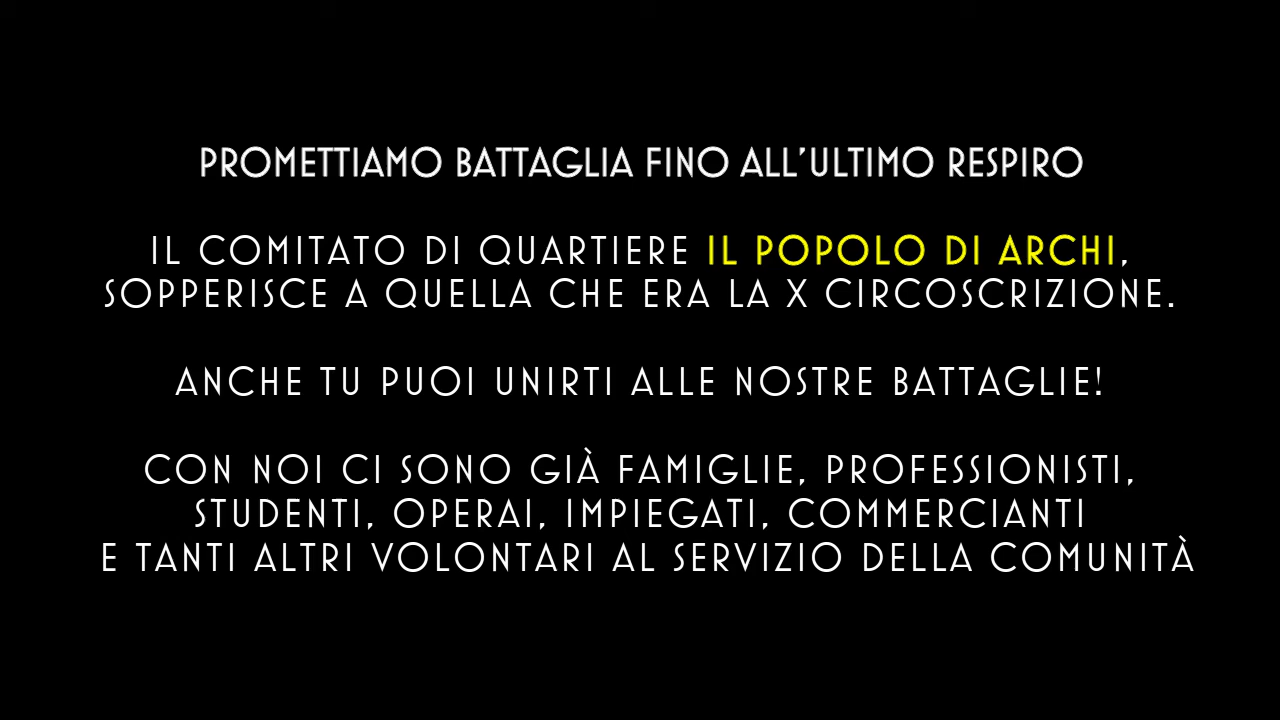 PROMETTIAMO BATTAGLIA FINO ALL'ULTIMO RESPIRO
IL COMITATO DI QUARTIERE IL POPOLO DI ARCHI,
SOPPERISCE A QUELLA CHE ERA LA X CIRCOSCRIZIONE.
ANCHE TU PUOI UNIRTI ALLE NOSTRE BATTAGLIE!
CON NOI CI SONO GIÀ FAMIGLIE, PROFESSIONISTI,
STUDENTI, OPERAI, IMPIEGATI, COMMERCIANTI
E TANTI ALTRI VOLONTARI AL SERVIZIO DELLA COMUNITÀ